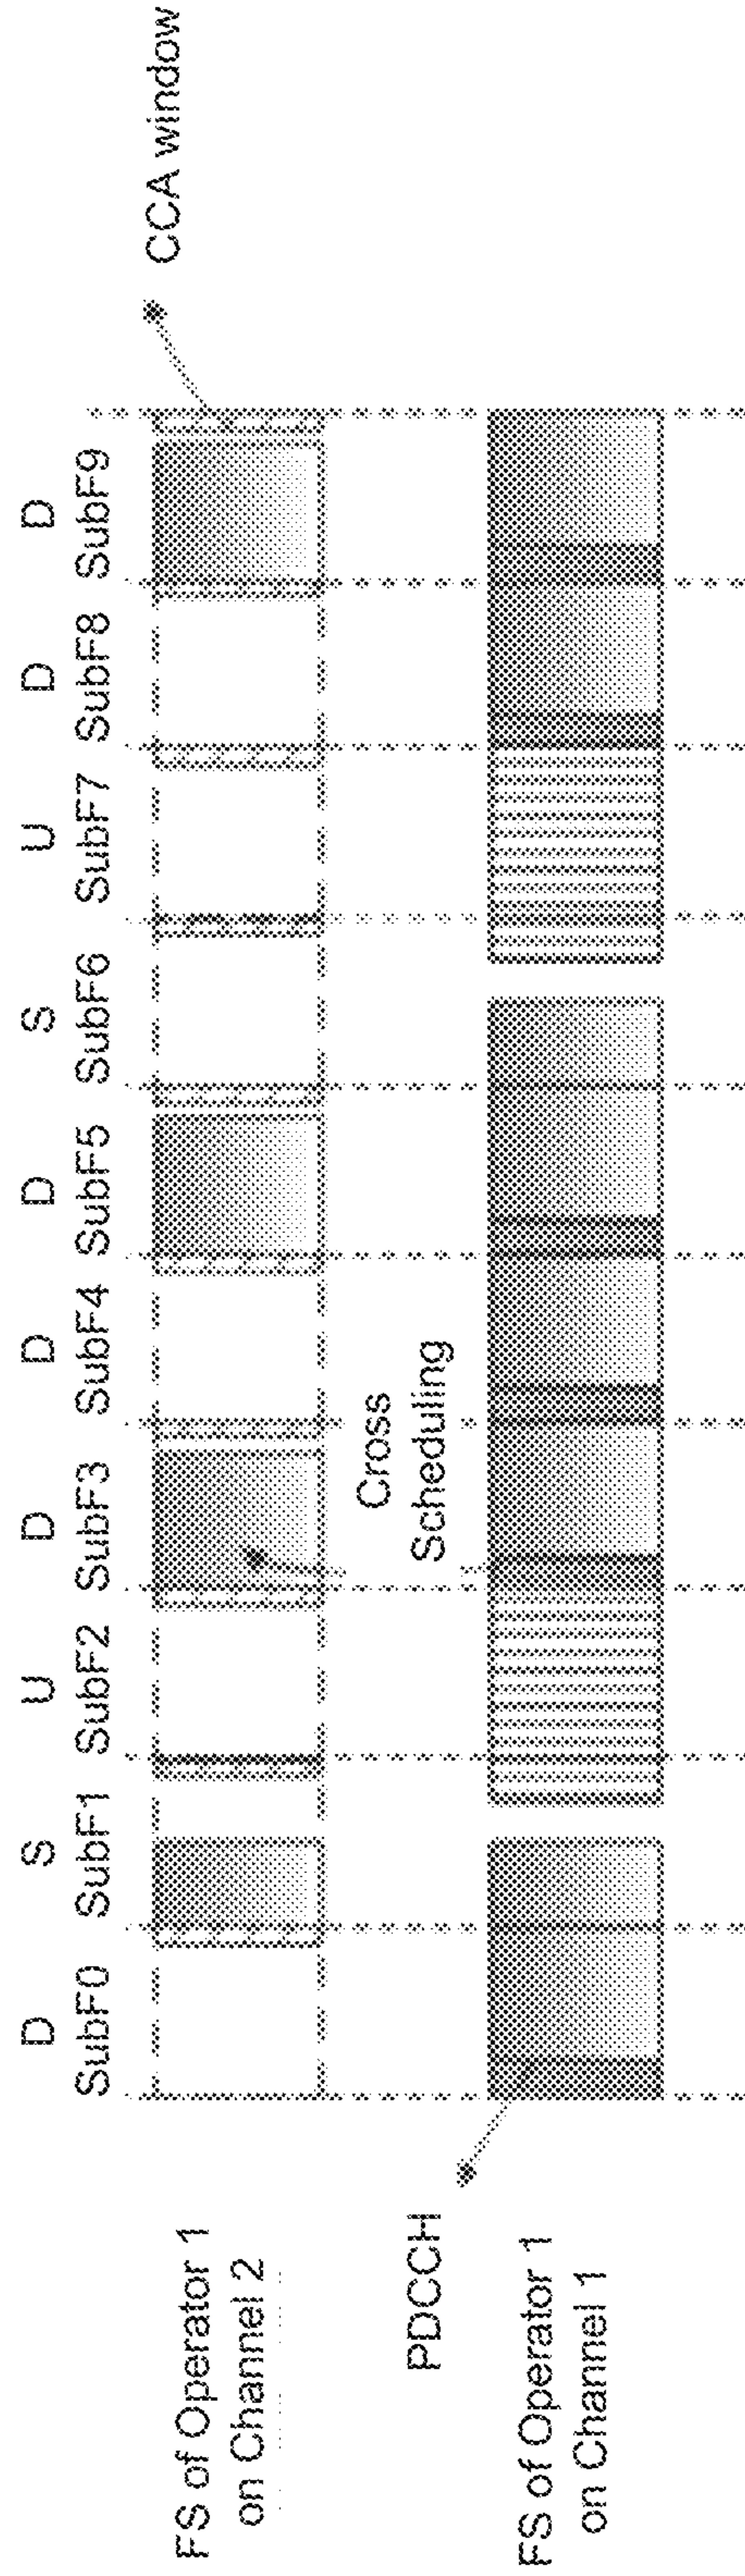 D S U D D D S U D D
SubF0 SubF1 SubF2 SubF3 SubF4 SubF5 SubF6 SubF7 SubF8 SubF9
CCA window
FS of Operator 1
on Channel 2
Cross
Scheduling
PDCCH
FS of Operator 1
on Channel 1